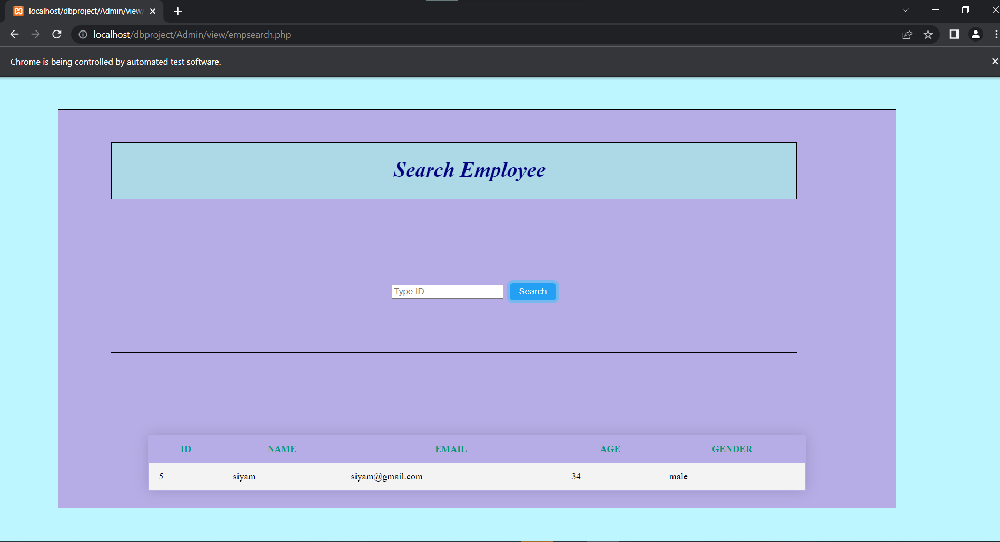 localhost/dbproject/Admin/view/
localhost/dbproject/Admin/view/empsearch.php
Chrome is being controlled by automated test software.
Search Employee
Type ID Search
ID NAME EMAIL AGE GENDER
5 siyam siyam@gmail.com 34 male